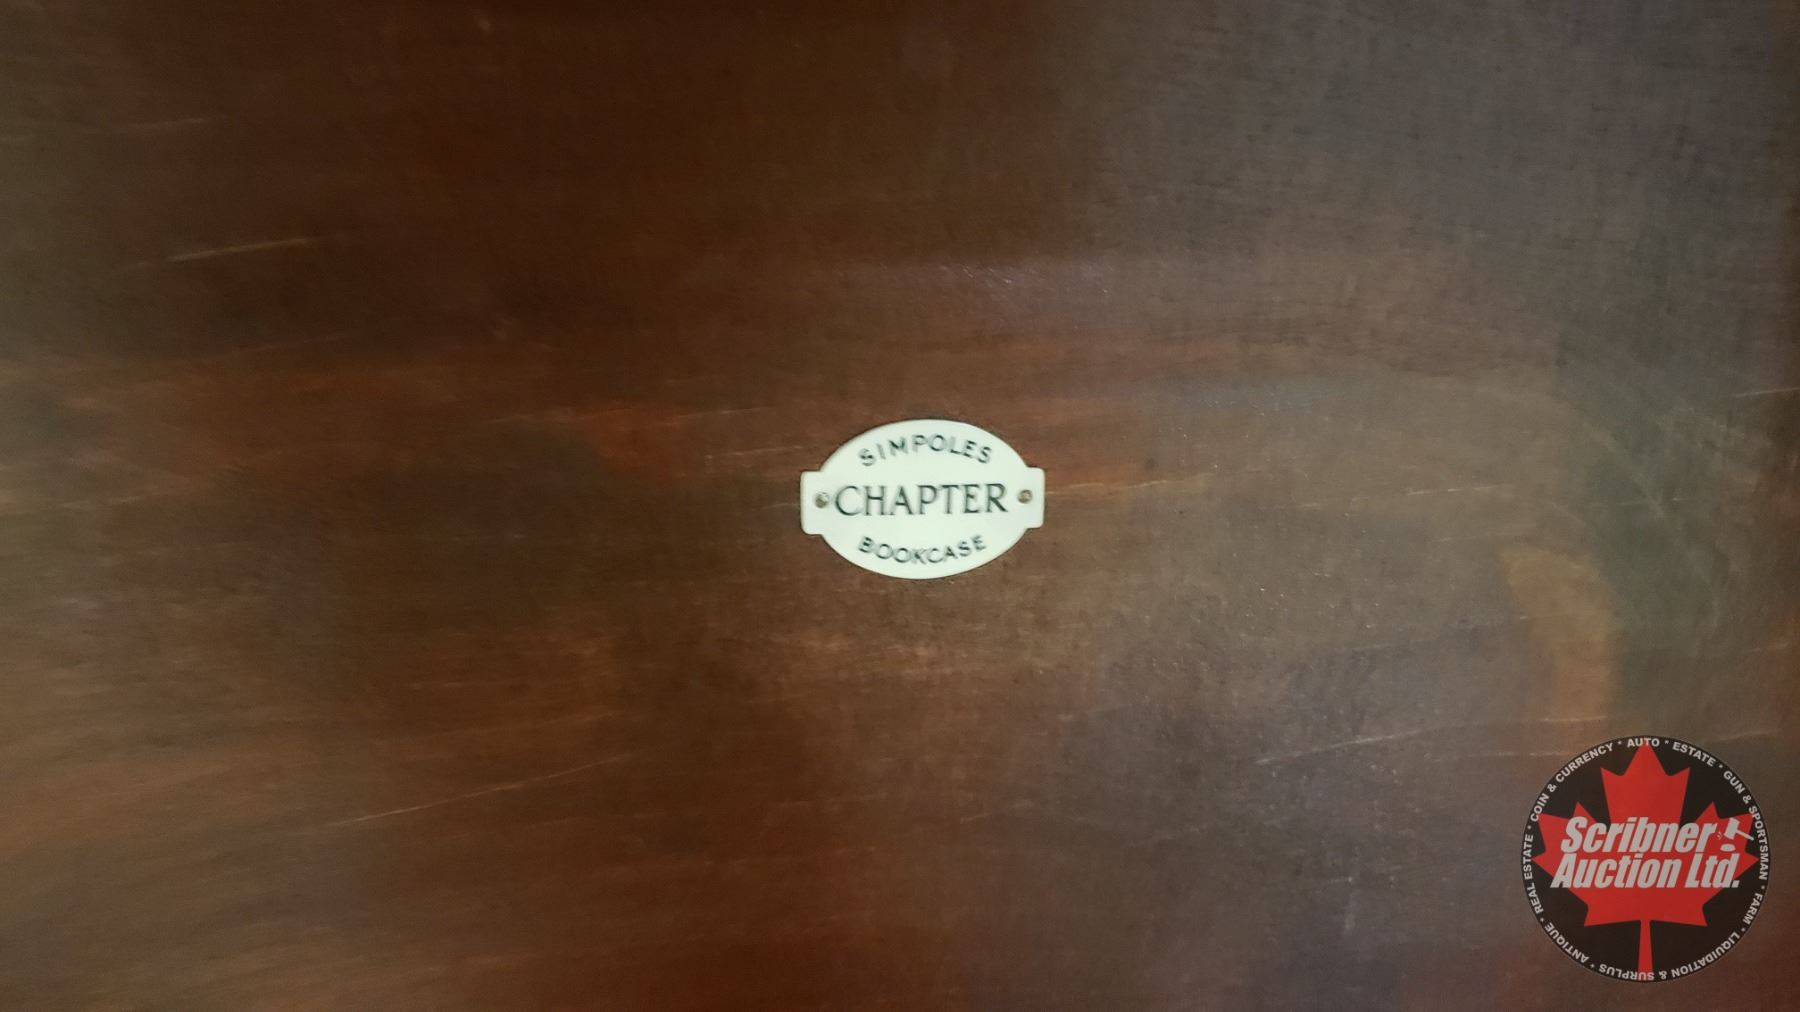 SIMPOLES
CHAPTER
BOOKCASE
Scribner
Auction Ltd.
* AUTO * ESTATE * GUN & SPORTSMAN * FARM * LIQUIDATION & SURPLUS * ANTIQUE * REAL ESTATE * COIN & CURRENCY